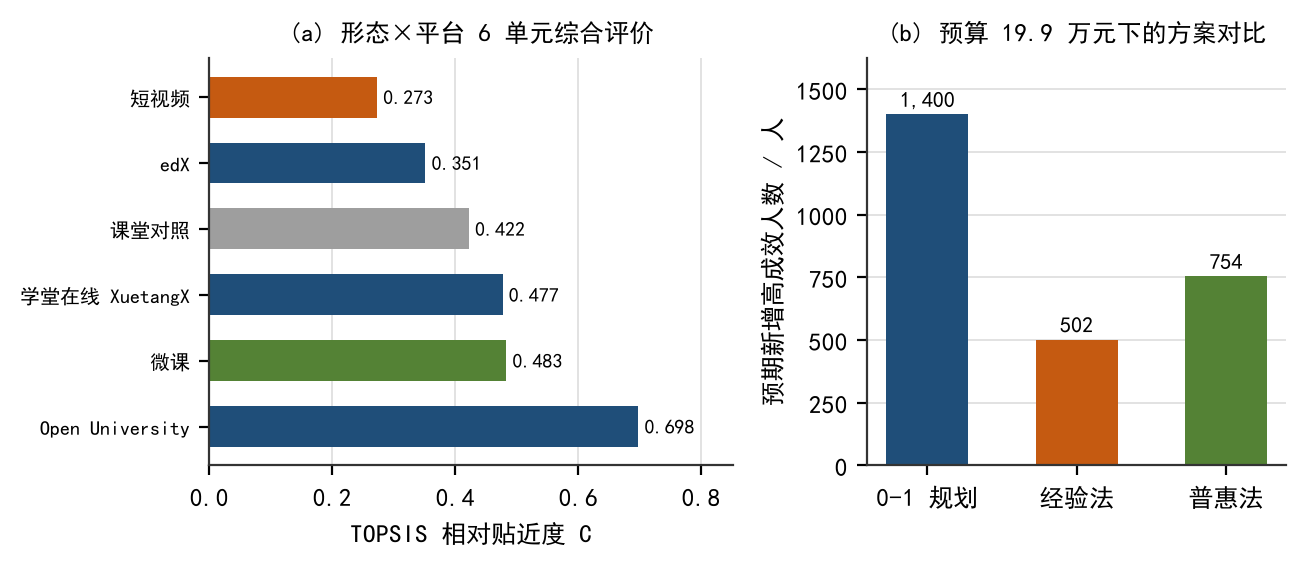 (a) 形态×平台 6 单元综合评价
短视频
0.273
edX
0.351
课堂对照
0.422
学堂在线 XuetangX
0.477
微课
0.483
Open University
0.698
0.0 0.2 0.4 0.6 0.8
TOPSIS 相对贴近度 C
(b) 预算 19.9 万元下的方案对比
预期新增高成效人数 / 人
1500
1250
1000
750
500
250
0
1,400
502
754
0-1 规划 经验法 普惠法